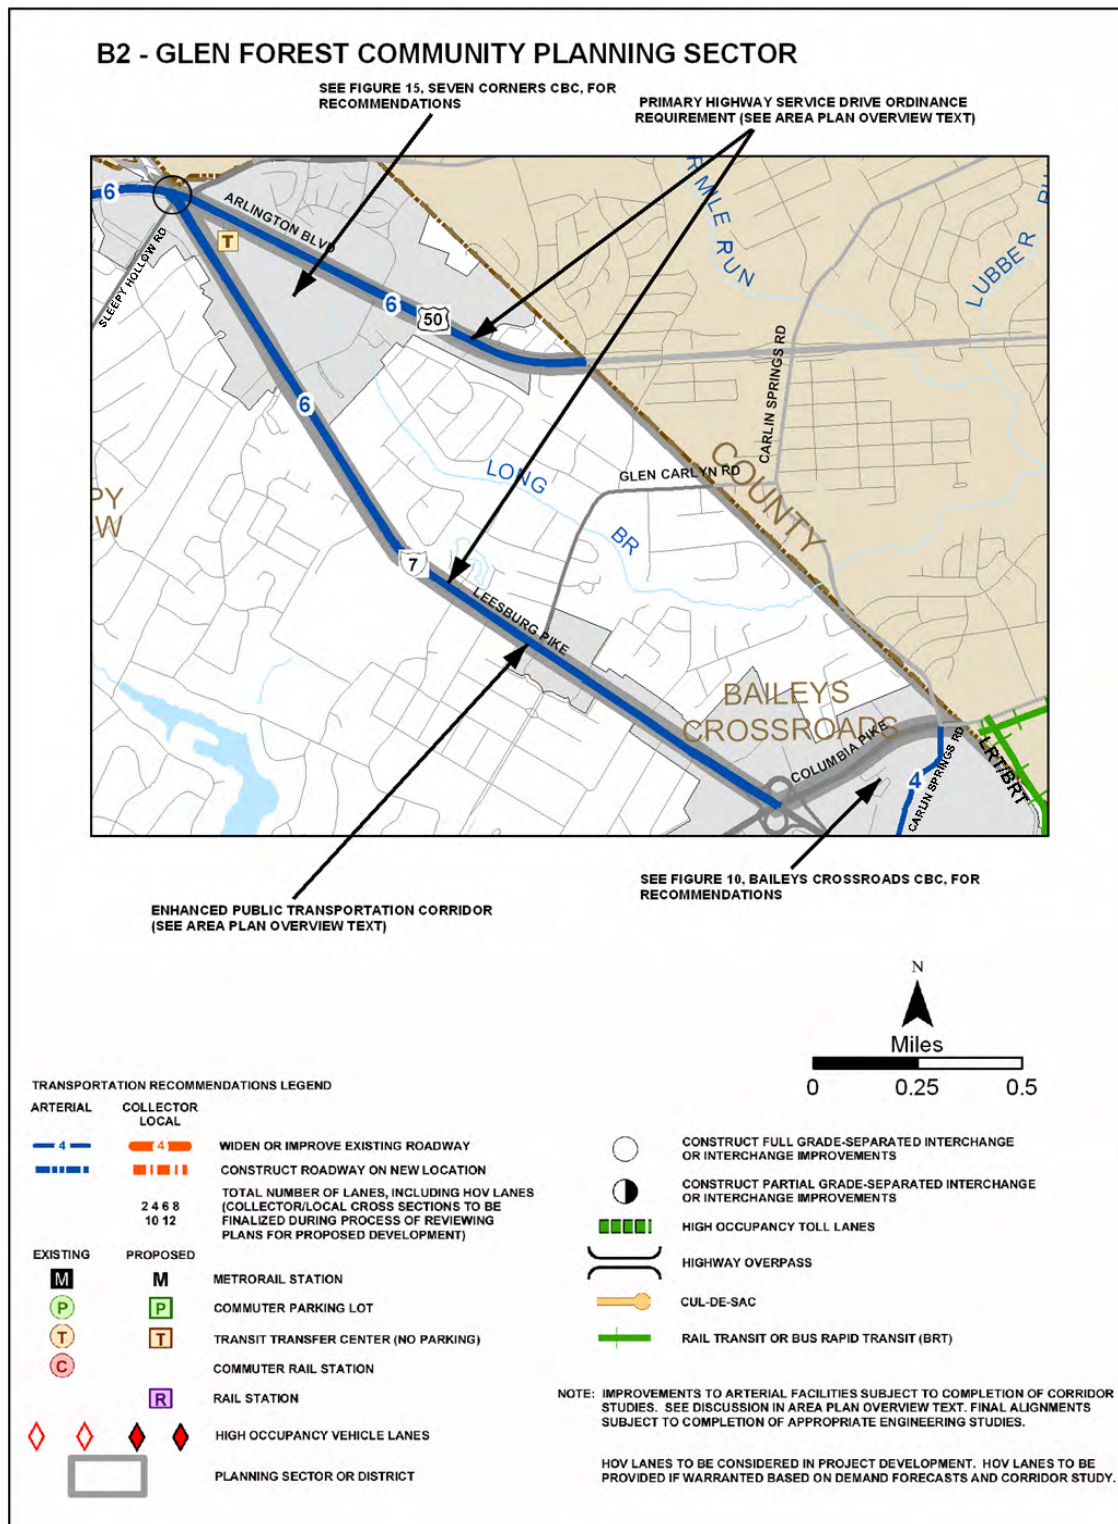 B2 - GLEN FOREST COMMUNITY PLANNING SECTOR
SEE FIGURE 15, SEVEN CORNERS CBC, FOR
RECOMMENDATIONS
PRIMARY HIGHWAY SERVICE DRIVE ORDINANCE
REQUIREMENT (SEE AREA PLAN OVERVIEW TEXT)
6
ARLINGTON BLVD
T
SLEEPY HOLLOW RD
6
50
R MLE RUN
LUBBER
CARLIN SPRINGS RD
6
LONG
BR
GLEN CARLYN RD
COUNTY
PY
W
7
LEESBURG PIKE
BAILEYS
CROSSROADS
COLUMBIA PIKE
4
CARLIN SPRINGS RD
LRT/BRT
SEE FIGURE 10, BAILEYS CROSSROADS CBC, FOR
RECOMMENDATIONS
ENHANCED PUBLIC TRANSPORTATION CORRIDOR
(SEE AREA PLAN OVERVIEW TEXT)
N
Miles
0 0.25 0.5
TRANSPORTATION RECOMMENDATIONS LEGEND
ARTERIAL COLLECTOR
LOCAL
4 4 WIDEN OR IMPROVE EXISTING ROADWAY
CONSTRUCT ROADWAY ON NEW LOCATION
2 4 6 8
10 12
TOTAL NUMBER OF LANES, INCLUDING HOV LANES
(COLLECTOR/LOCAL CROSS SECTIONS TO BE
FINALIZED DURING PROCESS OF REVIEWING
PLANS FOR PROPOSED DEVELOPMENT)
EXISTING PROPOSED
M M METRORAIL STATION
P P COMMUTER PARKING LOT
T T TRANSIT TRANSFER CENTER (NO PARKING)
C COMMUTER RAIL STATION
R RAIL STATION
HIGH OCCUPANCY VEHICLE LANES
PLANNING SECTOR OR DISTRICT
CONSTRUCT FULL GRADE-SEPARATED INTERCHANGE
OR INTERCHANGE IMPROVEMENTS
CONSTRUCT PARTIAL GRADE-SEPARATED INTERCHANGE
OR INTERCHANGE IMPROVEMENTS
HIGH OCCUPANCY TOLL LANES
HIGHWAY OVERPASS
CUL-DE-SAC
RAIL TRANSIT OR BUS RAPID TRANSIT (BRT)
NOTE: IMPROVEMENTS TO ARTERIAL FACILITIES SUBJECT TO COMPLETION OF CORRIDOR
STUDIES. SEE DISCUSSION IN AREA PLAN OVERVIEW TEXT. FINAL ALIGNMENTS
SUBJECT TO COMPLETION OF APPROPRIATE ENGINEERING STUDIES.
HOV LANES TO BE CONSIDERED IN PROJECT DEVELOPMENT. HOV LANES TO BE
PROVIDED IF WARRANTED BASED ON DEMAND FORECASTS AND CORRIDOR STUDY.